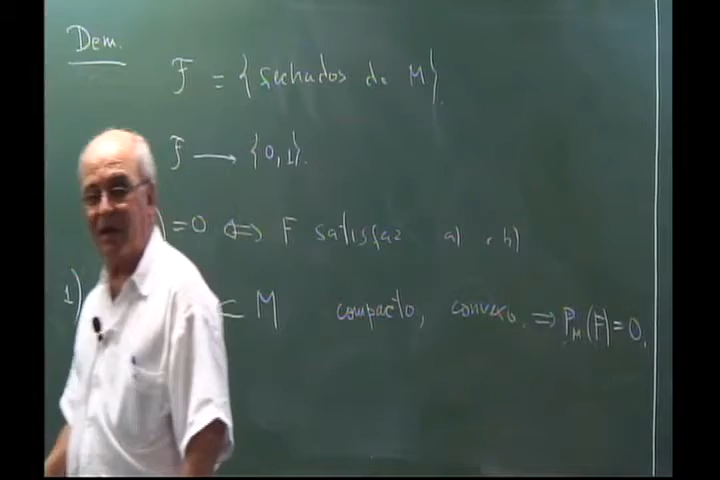 Dem.
F = {fechados de M}.
F → {0,1}.
) = 0 ⟺ F satisfaz a) e b)
1) ⊂ M compacto, convexo ⇒ P_M(F) = 0.